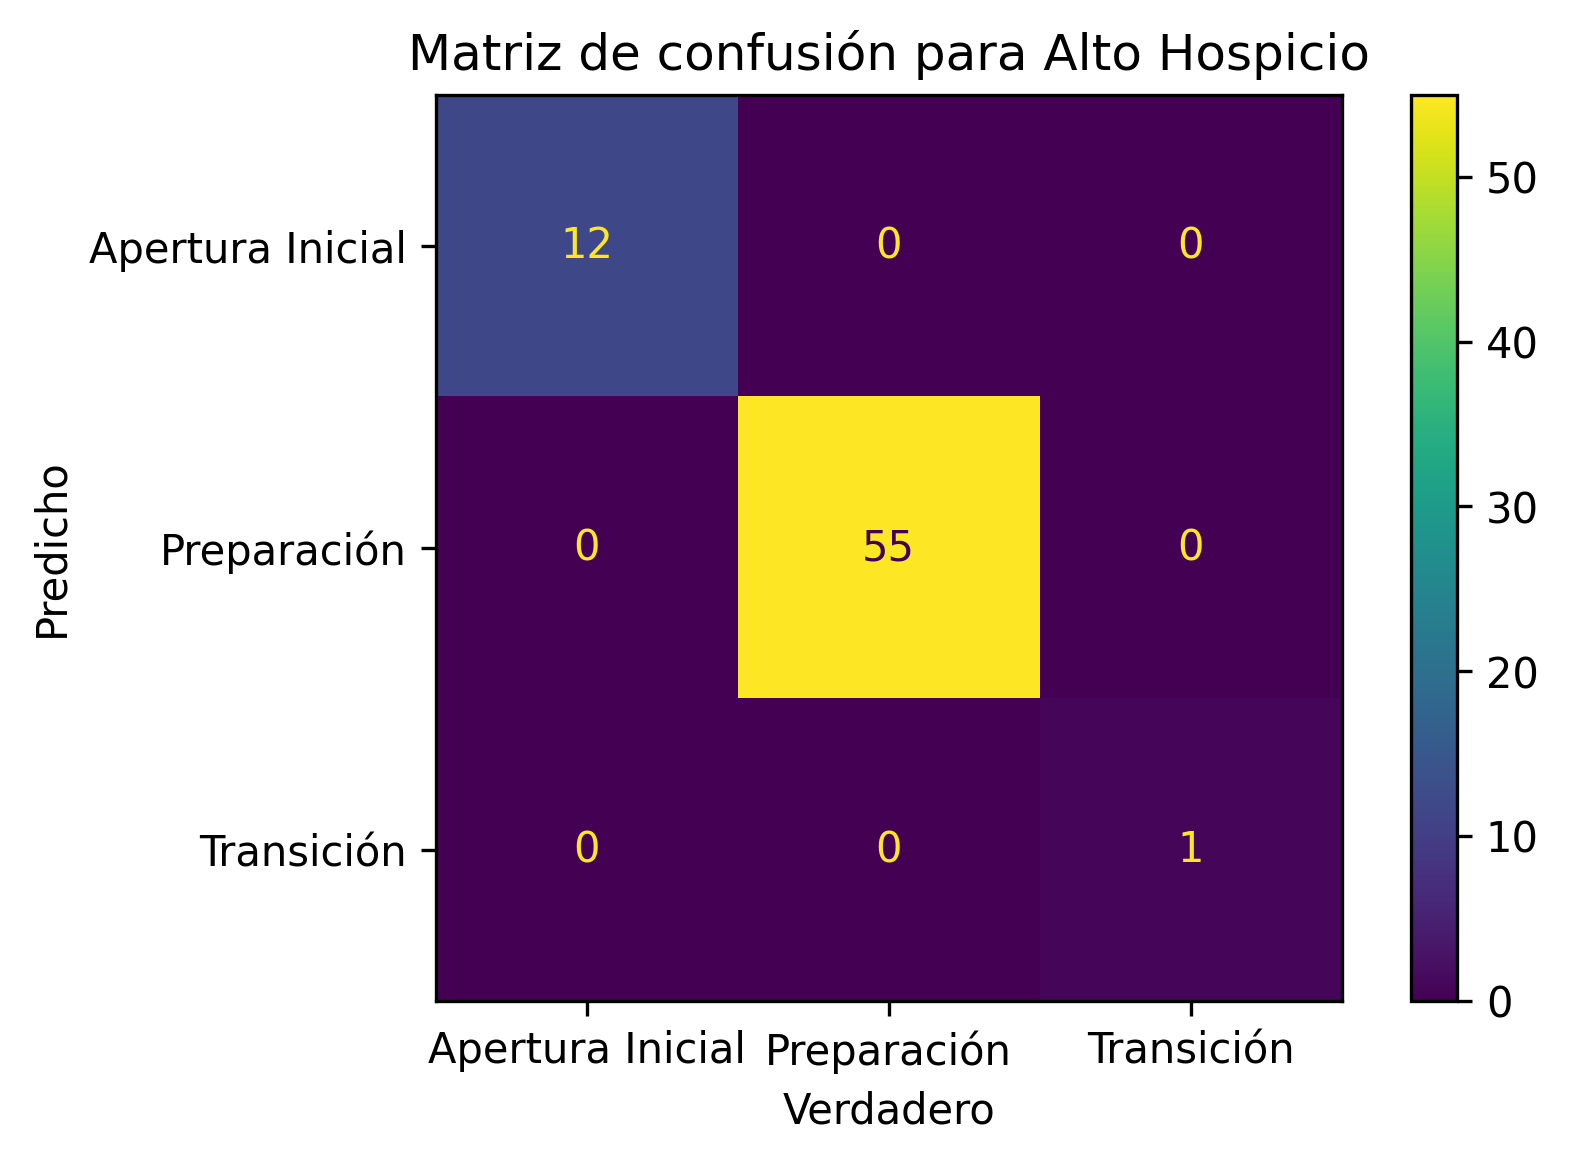 Matriz de confusión para Alto Hospicio
Predicho
Apertura Inicial
12 0 0
Preparación
0 55 0
Transición
0 0 1
Apertura Inicial Preparación Transición
Verdadero
50
40
30
20
10
0